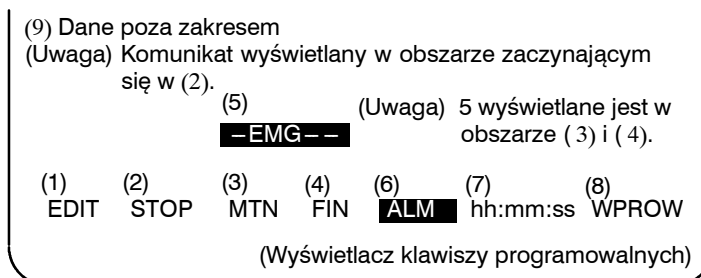 (9) Dane poza zakresem
(Uwaga) Komunikat wyświetlany w obszarze zaczynającym
się w (2).
(5) (Uwaga) 5 wyświetlane jest w
–EMG–– obszarze ( 3) i ( 4).
(1) (2) (3) (4) (6) (7) (8)
EDIT STOP MTN FIN ALM hh:mm:ss WPROW
(Wyświetlacz klawiszy programowalnych)